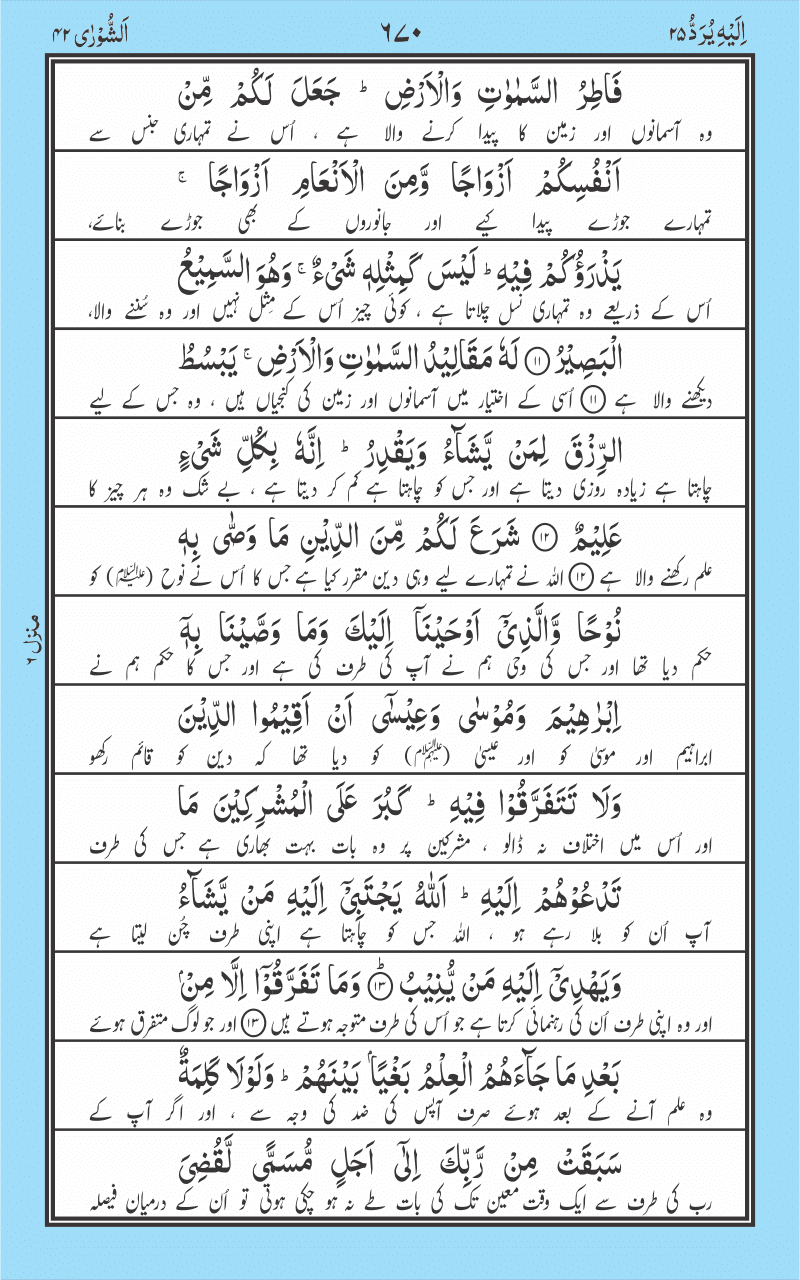 اِلَيْهِ يُرَدُّ ٢٥
٦٧٠
اَلشُّوْرٰى ٤٢
فَاطِرُ السَّمٰوٰتِ وَالْاَرْضِ ؕ جَعَلَ لَكُمْ مِّنْ
وہ آسمانوں اور زمین کا پیدا کرنے والا ہے ، اُس نے تمہاری جنس سے
اَنْفُسِكُمْ اَزْوَاجًا وَّمِنَ الْاَنْعَامِ اَزْوَاجًا ۚ
تمہارے جوڑے پیدا کیے اور جانوروں کے بھی جوڑے بنائے،
يَذْرَؤُكُمْ فِيْهِ ؕ لَيْسَ كَمِثْلِهٖ شَيْءٌ ۚ وَهُوَ السَّمِيْعُ
اُس کے ذریعے وہ تمہاری نسل چلاتا ہے ، کوئی چیز اُس کے مِثل نہیں اور وہ سُننے والا،
الْبَصِيْرُ ⑪ لَهٗ مَقَالِيْدُ السَّمٰوٰتِ وَالْاَرْضِ ۚ يَبْسُطُ
دیکھنے والا ہے ⑪ اُسی کے اختیار میں آسمانوں اور زمین کی کنجیاں ہیں ، وہ جس کے لیے
الرِّزْقَ لِمَنْ يَّشَآءُ وَيَقْدِرُ ؕ اِنَّهٗ بِكُلِّ شَيْءٍ
چاہتا ہے زیادہ روزی دیتا ہے اور جس کو چاہتا ہے کم کر دیتا ہے ، بے شک وہ ہر چیز کا
عَلِيْمٌ ⑫ شَرَعَ لَكُمْ مِّنَ الدِّيْنِ مَا وَصّٰى بِهٖ
علم رکھنے والا ہے ⑫ اللہ نے تمہارے لیے وہی دین مقرر کیا ہے جس کا اُس نے نوح (علیہ السلام) کو
نُوْحًا وَّالَّذِيْۤ اَوْحَيْنَاۤ اِلَيْكَ وَمَا وَصَّيْنَا بِهٖۤ
حکم دیا تھا اور جس کی وحی ہم نے آپ کی طرف کی ہے اور جس کا حکم ہم نے
اِبْرٰهِيْمَ وَمُوْسٰى وَعِيْسٰۤى اَنْ اَقِيْمُوا الدِّيْنَ
ابراہیم اور موسیٰ کو اور عیسیٰ (علیہم السلام) کو دیا تھا کہ دین کو قائم رکھو
وَلَا تَتَفَرَّقُوْا فِيْهِ ؕ كَبُرَ عَلَى الْمُشْرِكِيْنَ مَا
اور اُس میں اختلاف نہ ڈالو ، مشرکین پر وہ بات بہت بھاری ہے جس کی طرف
تَدْعُوْهُمْ اِلَيْهِ ؕ اَللّٰهُ يَجْتَبِيْۤ اِلَيْهِ مَنْ يَّشَآءُ
آپ اُن کو بلا رہے ہو ، اللہ جس کو چاہتا ہے اپنی طرف چُن لیتا ہے
وَيَهْدِيْۤ اِلَيْهِ مَنْ يُّنِيْبُ ؕ ⑬ وَمَا تَفَرَّقُوْۤا اِلَّا مِنْۢ
اور وہ اپنی طرف اُن کی رہنمائی کرتا ہے جو اُس کی طرف متوجہ ہوتے ہیں ⑬ اور جو لوگ متفرق ہوئے
بَعْدِ مَا جَآءَهُمُ الْعِلْمُ بَغْيًاۢ بَيْنَهُمْ ؕ وَلَوْلَا كَلِمَةٌ
وہ علم آنے کے بعد ہوئے صرف آپس کی ضد کی وجہ سے ، اور اگر آپ کے
سَبَقَتْ مِنْ رَّبِّكَ اِلٰۤى اَجَلٍ مُّسَمًّى لَّقُضِيَ
رب کی طرف سے ایک وقت معین تک کی بات طے نہ ہو چکی ہوتی تو اُن کے درمیان فیصلہ
منزل ٦